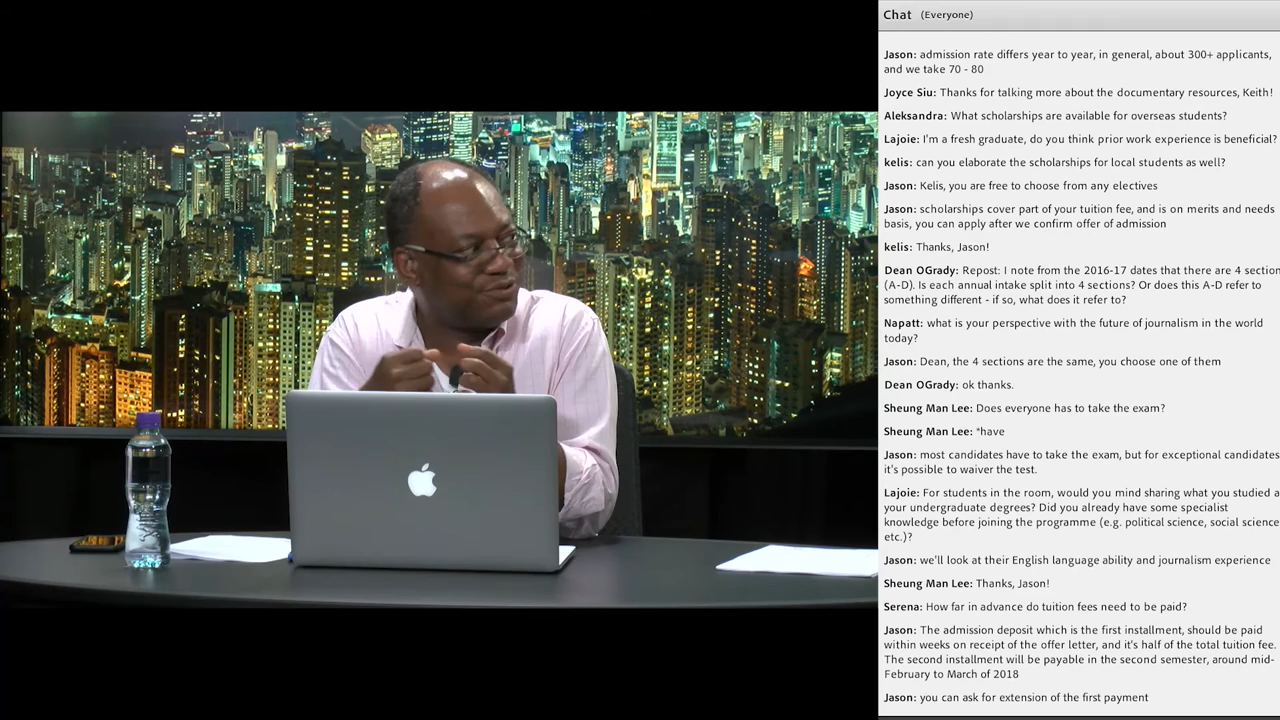 Chat (Everyone)
Jason: admission rate differs year to year, in general, about 300+ applicants,
and we take 70 - 80
Joyce Siu: Thanks for talking more about the documentary resources, Keith!
Aleksandra: What scholarships are available for overseas students?
Lajoie: I'm a fresh graduate, do you think prior work experience is beneficial?
kelis: can you elaborate the scholarships for local students as well?
Jason: Kelis, you are free to choose from any electives
Jason: scholarships cover part of your tuition fee, and is on merits and needs
basis, you can apply after we confirm offer of admission
kelis: Thanks, Jason!
Dean OGrady: Repost: I note from the 2016-17 dates that there are 4 section
(A-D). Is each annual intake split into 4 sections? Or does this A-D refer to
something different - if so, what does it refer to?
Napatt: what is your perspective with the future of journalism in the world
today?
Jason: Dean, the 4 sections are the same, you choose one of them
Dean OGrady: ok thanks.
Sheung Man Lee: Does everyone has to take the exam?
Sheung Man Lee: *have
Jason: most candidates have to take the exam, but for exceptional candidates
it's possible to waiver the test.
Lajoie: For students in the room, would you mind sharing what you studied a
your undergraduate degrees? Did you already have some specialist
knowledge before joining the programme (e.g. political science, social science
etc.)?
Jason: we'll look at their English language ability and journalism experience
Sheung Man Lee: Thanks, Jason!
Serena: How far in advance do tuition fees need to be paid?
Jason: The admission deposit which is the first installment, should be paid
within weeks on receipt of the offer letter, and it's half of the total tuition fee.
The second installment will be payable in the second semester, around mid-
February to March of 2018
Jason: you can ask for extension of the first payment